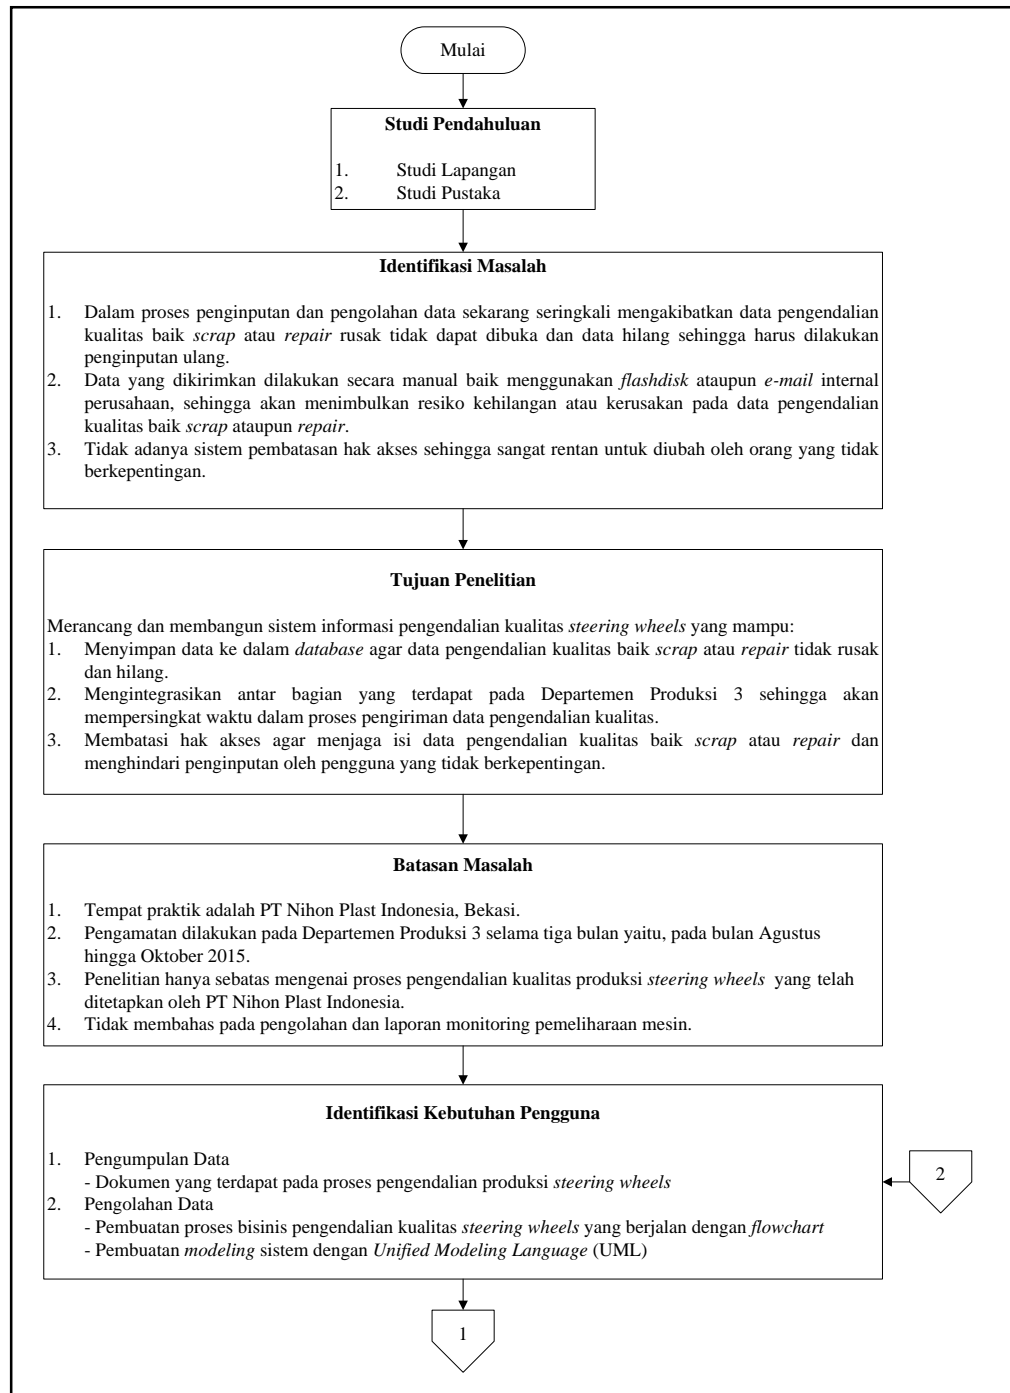 Mulai
Studi Pendahuluan
1. Studi Lapangan
2. Studi Pustaka
Identifikasi Masalah
1. Dalam proses penginputan dan pengolahan data sekarang seringkali mengakibatkan data pengendalian
kualitas baik scrap atau repair rusak tidak dapat dibuka dan data hilang sehingga harus dilakukan
penginputan ulang.
2. Data yang dikirimkan dilakukan secara manual baik menggunakan flashdisk ataupun e-mail internal
perusahaan, sehingga akan menimbulkan resiko kehilangan atau kerusakan pada data pengendalian
kualitas baik scrap ataupun repair.
3. Tidak adanya sistem pembatasan hak akses sehingga sangat rentan untuk diubah oleh orang yang tidak
berkepentingan.
Tujuan Penelitian
Merancang dan membangun sistem informasi pengendalian kualitas steering wheels yang mampu:
1. Menyimpan data ke dalam database agar data pengendalian kualitas baik scrap atau repair tidak rusak
dan hilang.
2. Mengintegrasikan antar bagian yang terdapat pada Departemen Produksi 3 sehingga akan
mempersingkat waktu dalam proses pengiriman data pengendalian kualitas.
3. Membatasi hak akses agar menjaga isi data pengendalian kualitas baik scrap atau repair dan
menghindari penginputan oleh pengguna yang tidak berkepentingan.
Batasan Masalah
1. Tempat praktik adalah PT Nihon Plast Indonesia, Bekasi.
2. Pengamatan dilakukan pada Departemen Produksi 3 selama tiga bulan yaitu, pada bulan Agustus
hingga Oktober 2015.
3. Penelitian hanya sebatas mengenai proses pengendalian kualitas produksi steering wheels yang telah
ditetapkan oleh PT Nihon Plast Indonesia.
4. Tidak membahas pada pengolahan dan laporan monitoring pemeliharaan mesin.
Identifikasi Kebutuhan Pengguna
1. Pengumpulan Data
- Dokumen yang terdapat pada proses pengendalian produksi steering wheels
2. Pengolahan Data
- Pembuatan proses bisinis pengendalian kualitas steering wheels yang berjalan dengan flowchart
- Pembuatan modeling sistem dengan Unified Modeling Language (UML)
2
1